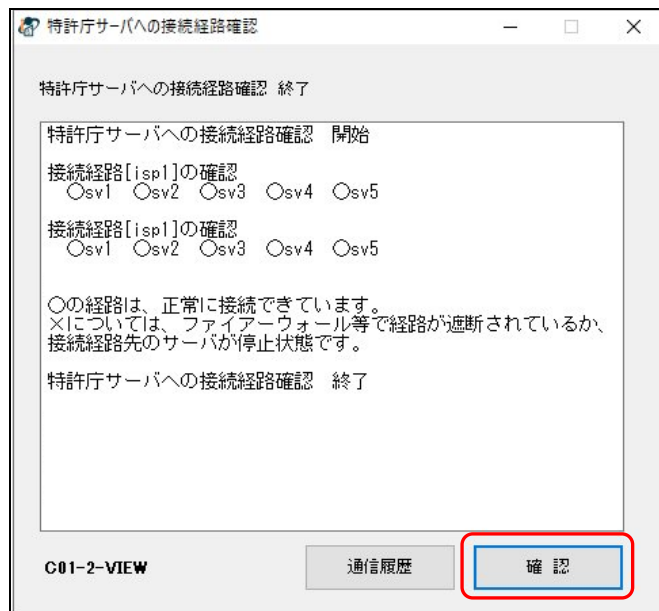 特許庁サーバへの接続経路確認
特許庁サーバへの接続経路確認 終了
特許庁サーバへの接続経路確認 開始
接続経路[isp1]の確認
○sv1 ○sv2 ○sv3 ○sv4 ○sv5
接続経路[isp1]の確認
○sv1 ○sv2 ○sv3 ○sv4 ○sv5
○の経路は、正常に接続できています。
×については、ファイアーウォール等で経路が遮断されているか、
接続経路先のサーバが停止状態です。
特許庁サーバへの接続経路確認 終了
C01-2-VIEW
通信履歴
確 認